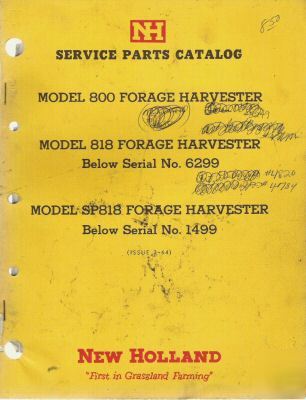 NH
850
SERVICE PARTS CATALOG
MODEL 800 FORAGE HARVESTER
MODEL 818 FORAGE HARVESTER
Below Serial No. 6299
#4820
MODEL SP818 FORAGE HARVESTER
Below Serial No. 1499
(ISSUE 3-64)
NEW HOLLAND
"First in Grassland Farming"